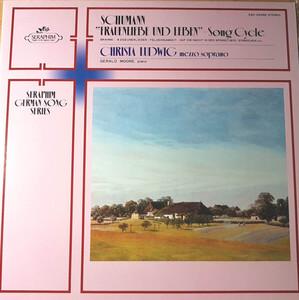 SERAPHIM
SCHUMANN
"FRAUENLIEBE UND LEBEN" Song Cycle
CHRISTA LUDWIG mezzo soprano
GERALD MOORE, piano
SERAPHIM
GERMAN SONG
SERIES